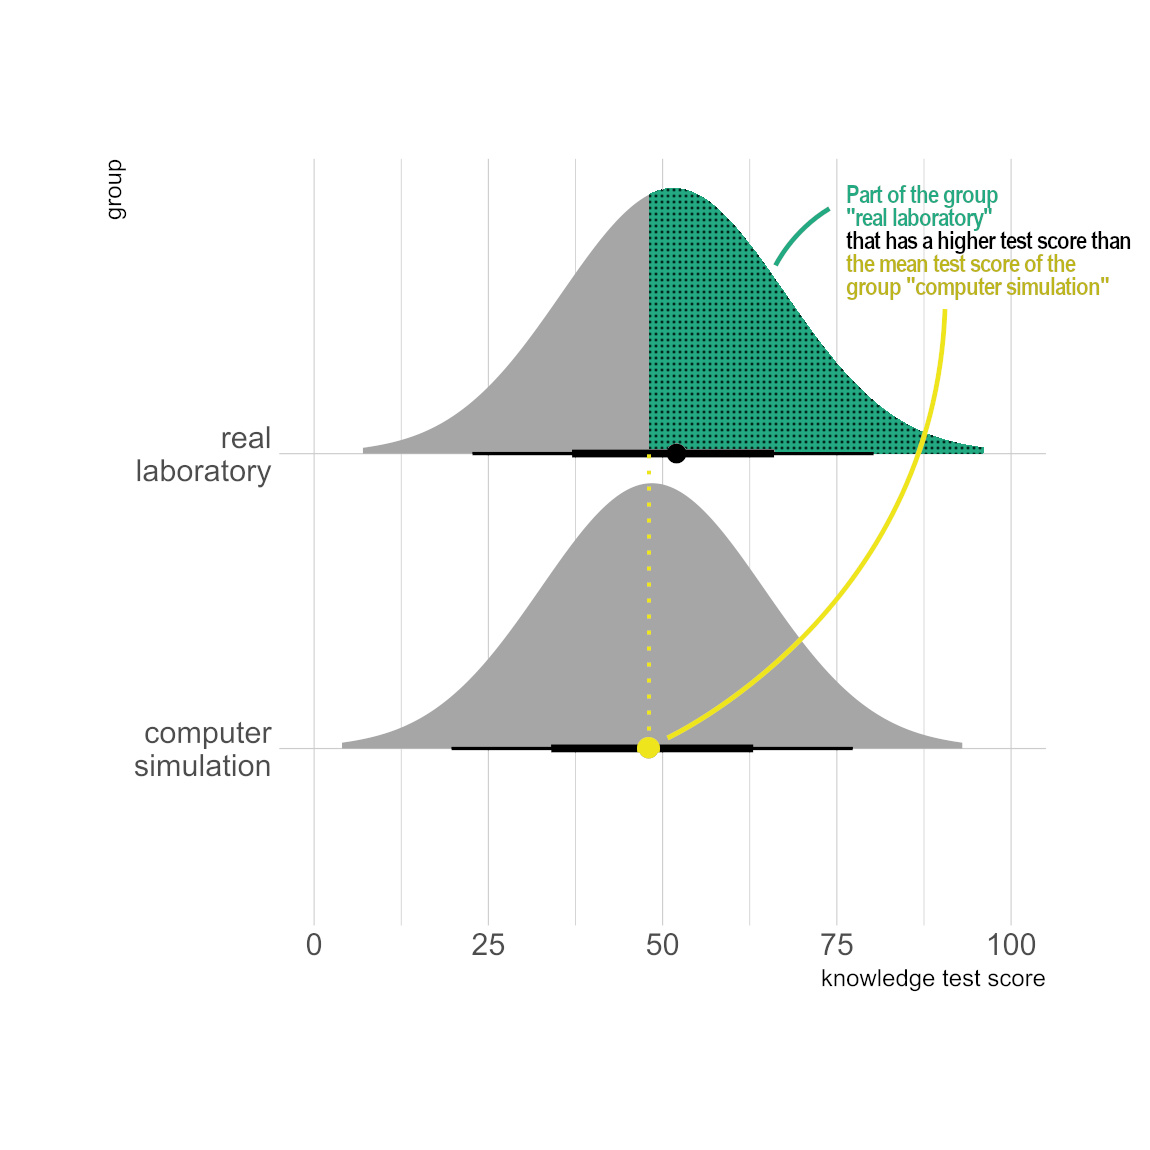 group
Part of the group
"real laboratory"
that has a higher test score than
the mean test score of the
group "computer simulation"
real
laboratory
computer
simulation
0 25 50 75 100
knowledge test score